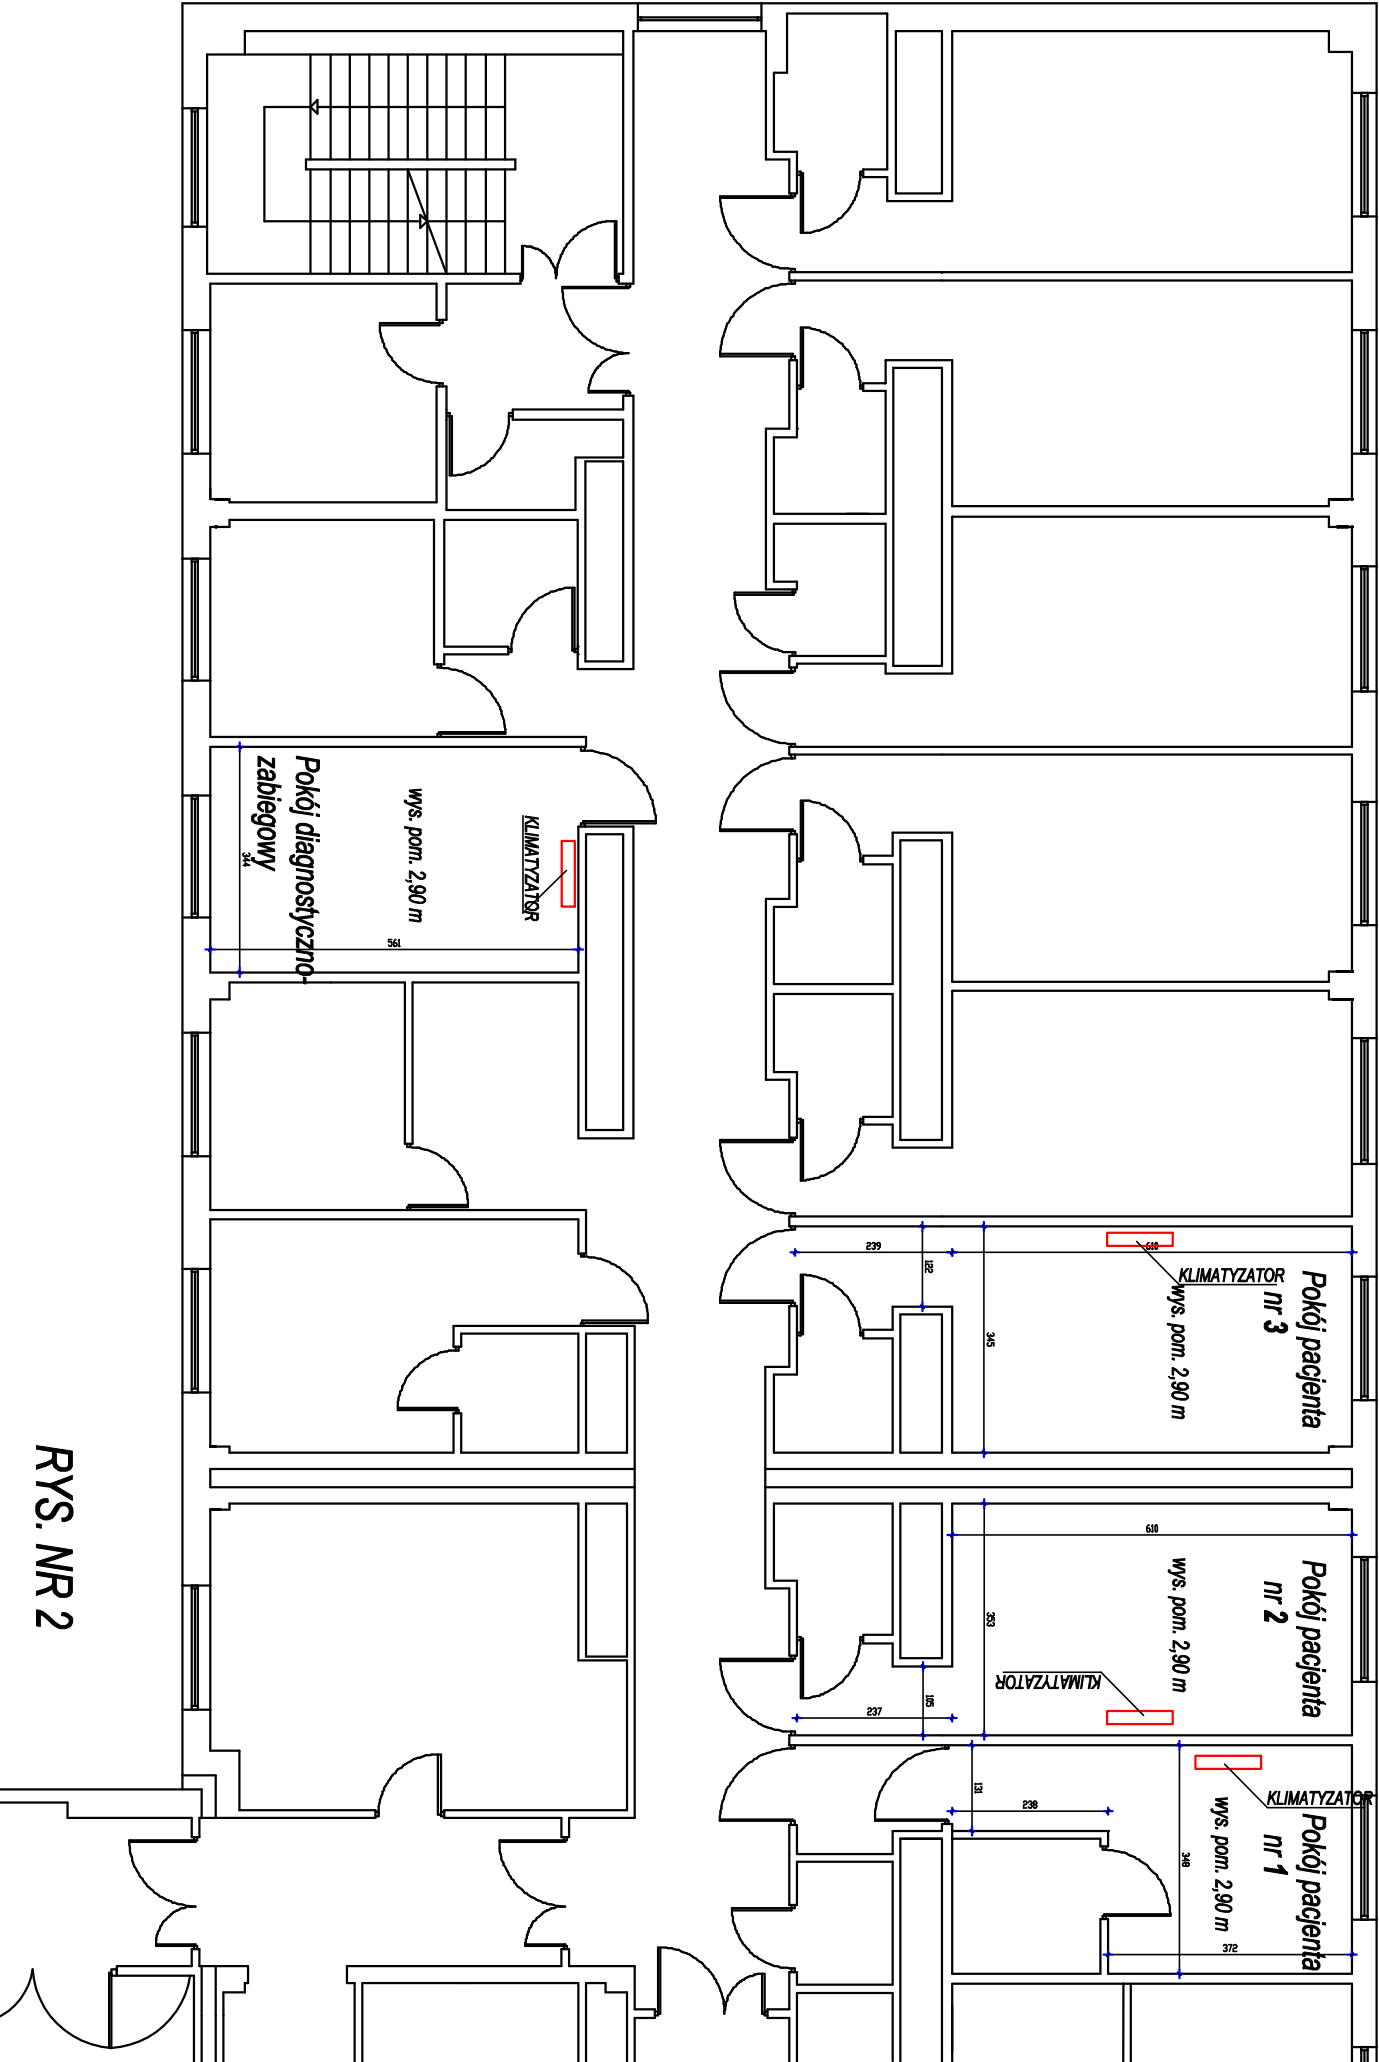 Pokój diagnostyczno-
zabiegowy
wys. pom. 2,90 m
KLIMATYZATOR
344
561
Pokój pacjenta
nr 3
wys. pom. 2,90 m
KLIMATYZATOR
239
122
610
345
Pokój pacjenta
nr 2
wys. pom. 2,90 m
KLIMATYZATOR
610
353
105
237
Pokój pacjenta
nr 1
wys. pom. 2,90 m
KLIMATYZATOR
131
238
348
372
RYS. NR 2